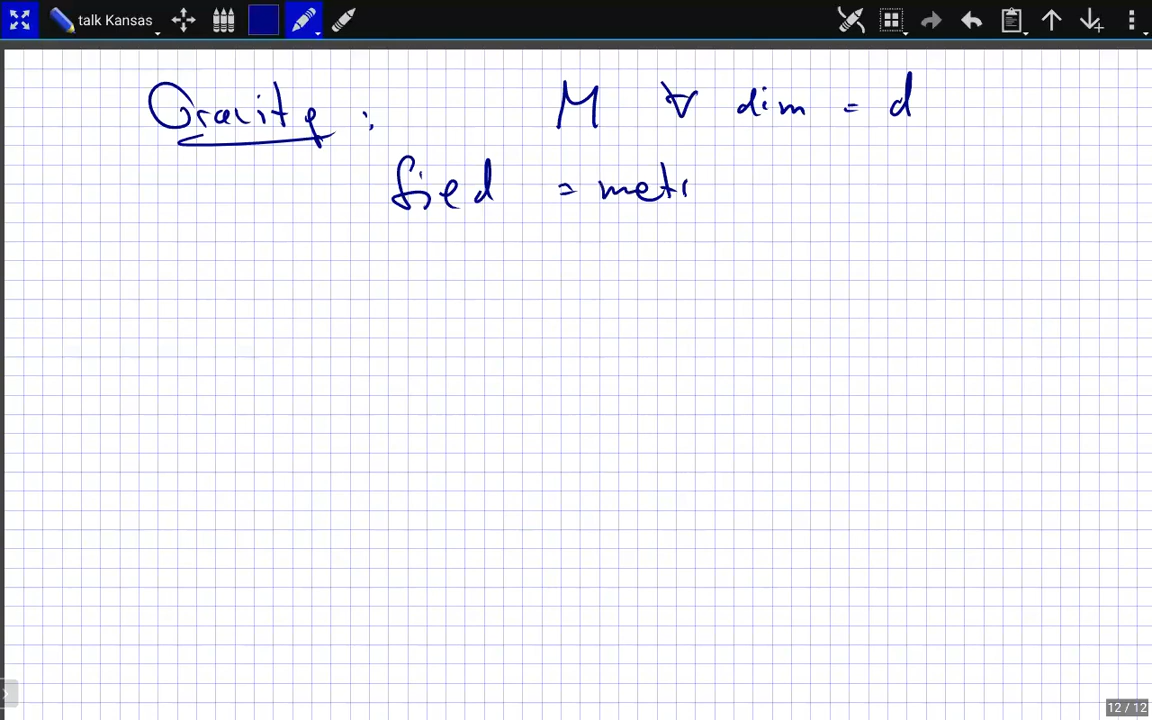 talk Kansas
Gravity : M ∀ dim = d
fied = metr
12 / 12